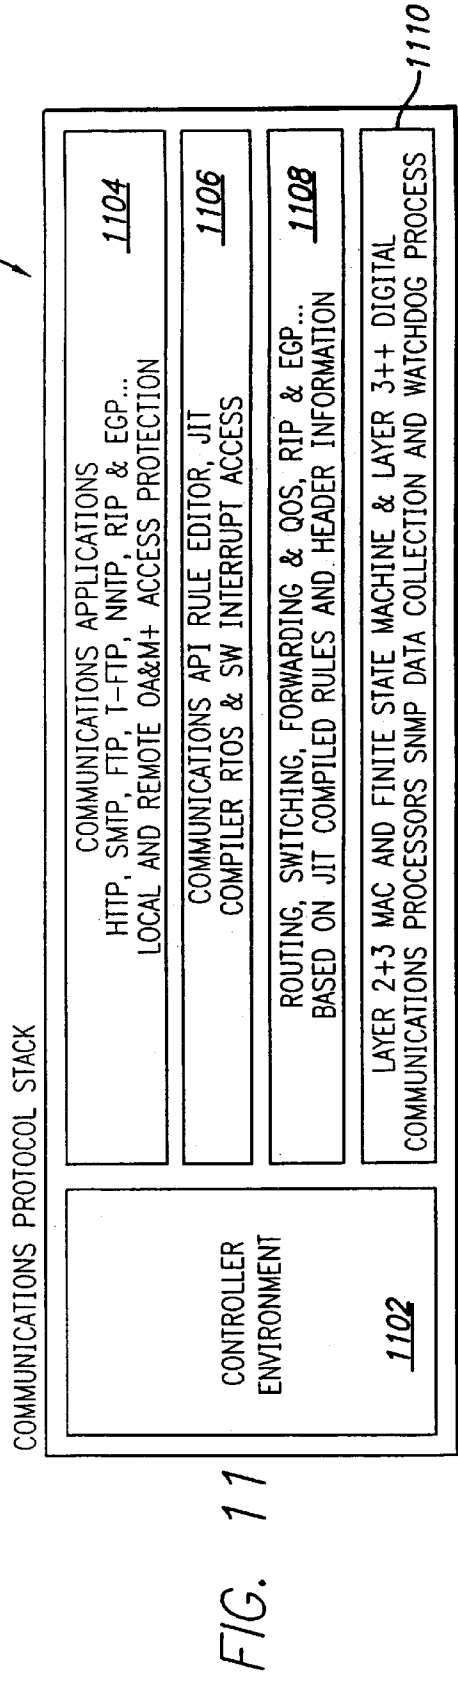 COMMUNICATIONS PROTOCOL STACK
CONTROLLER
ENVIRONMENT
1102
COMMUNICATIONS APPLICATIONS
HTTP, SMTP, FTP, T-FTP, NNTP, RIP & EGP...
LOCAL AND REMOTE OA&M+ ACCESS PROTECTION
1104
COMMUNICATIONS API RULE EDITOR, JIT
COMPILER RTOS & SW INTERRUPT ACCESS
1106
ROUTING, SWITCHING, FORWARDING & QOS, RIP & EGP...
BASED ON JIT COMPILED RULES AND HEADER INFORMATION
1108
LAYER 2+3 MAC AND FINITE STATE MACHINE & LAYER 3++ DIGITAL
COMMUNICATIONS PROCESSORS SNMP DATA COLLECTION AND WATCHDOG PROCESS
1110
FIG. 11